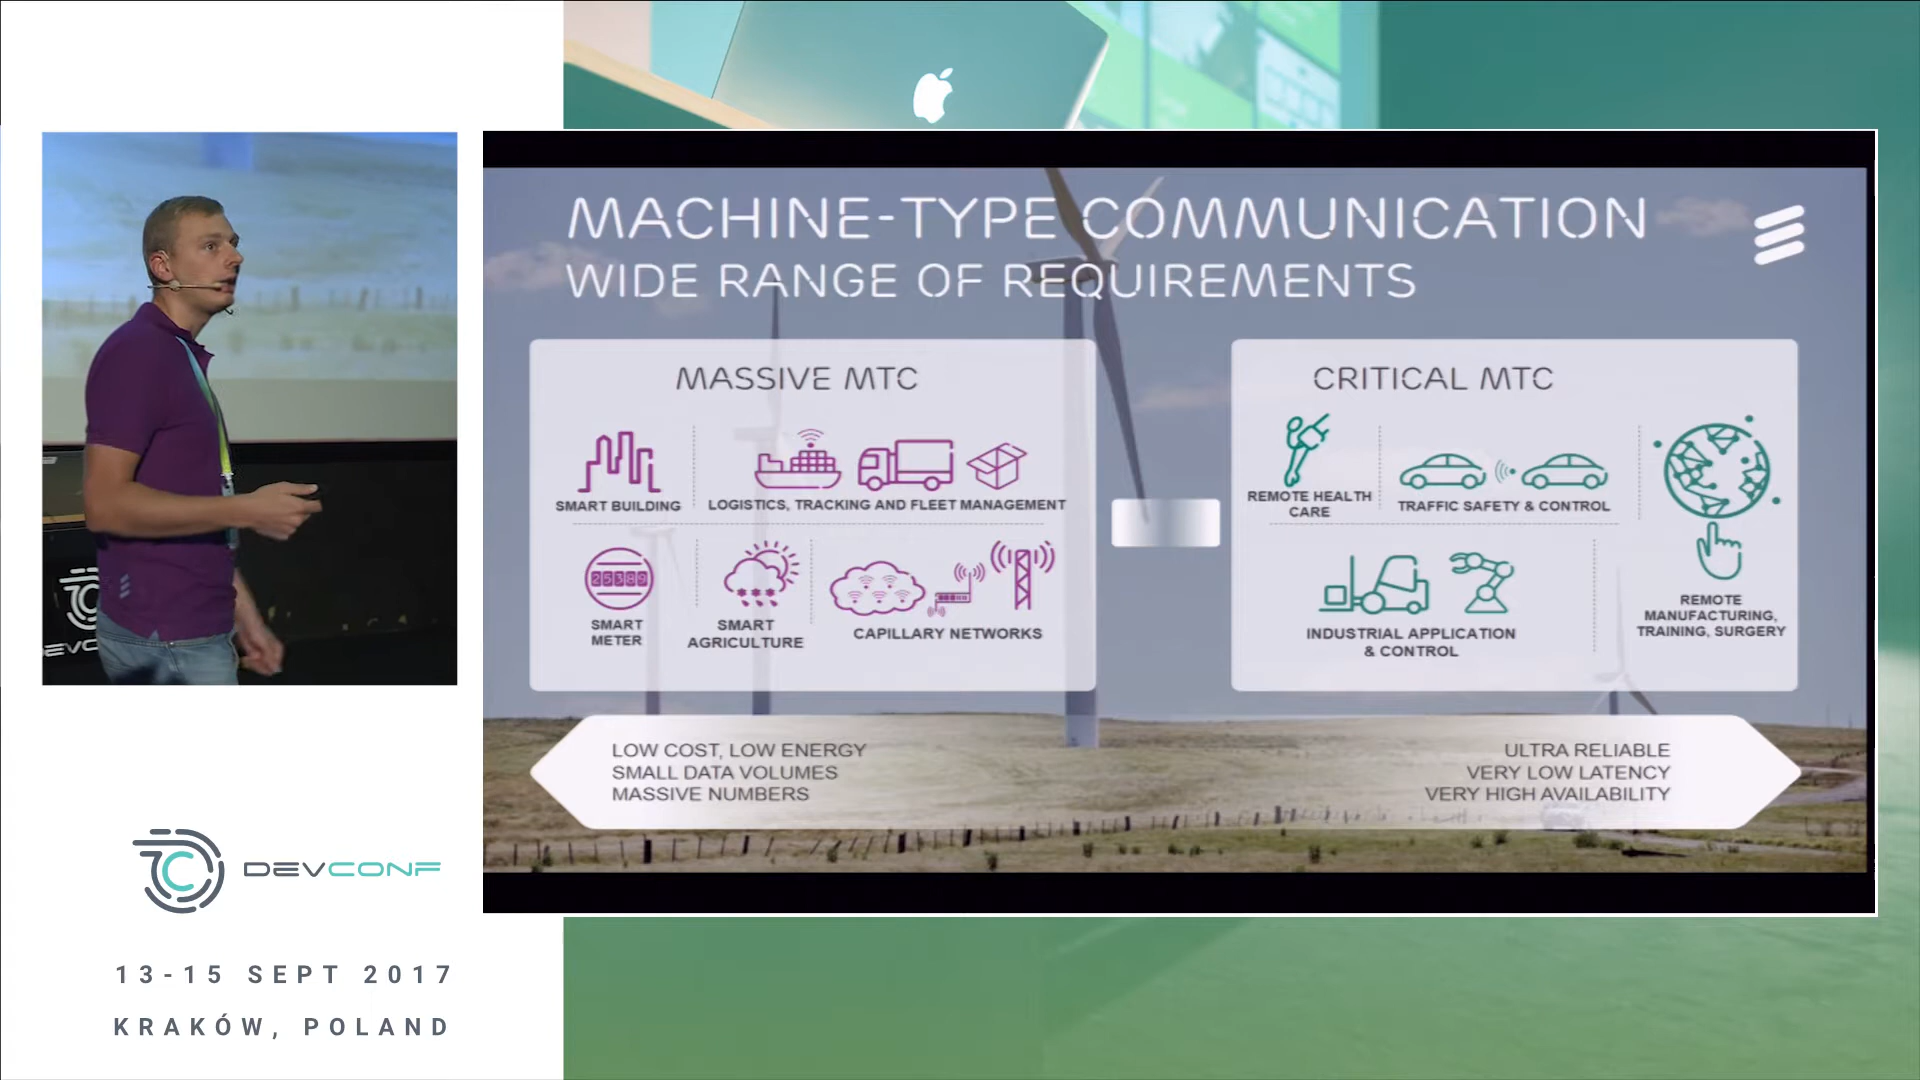 MACHINE-TYPE COMMUNICATION
WIDE RANGE OF REQUIREMENTS
MASSIVE MTC
SMART BUILDING
LOGISTICS, TRACKING AND FLEET MANAGEMENT
25389
SMART
METER
SMART
AGRICULTURE
CAPILLARY NETWORKS
CRITICAL MTC
REMOTE HEALTH
CARE
TRAFFIC SAFETY & CONTROL
INDUSTRIAL APPLICATION
& CONTROL
REMOTE
MANUFACTURING,
TRAINING, SURGERY
LOW COST, LOW ENERGY
SMALL DATA VOLUMES
MASSIVE NUMBERS
ULTRA RELIABLE
VERY LOW LATENCY
VERY HIGH AVAILABILITY
DEVCONF
13-15 SEPT 2017
KRAKÓW, POLAND